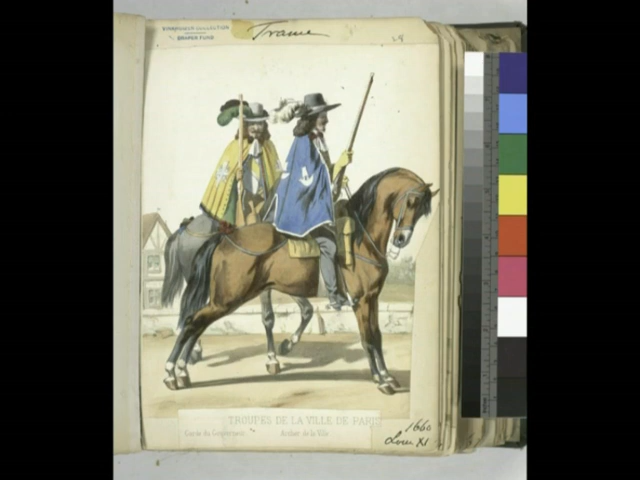 VINKHUIJZEN COLLECTION
DRAPER FUND
France
TROUPES DE LA VILLE DE PARIS
Garde du Gouverneur Archer de la Ville
1660
Louis XI